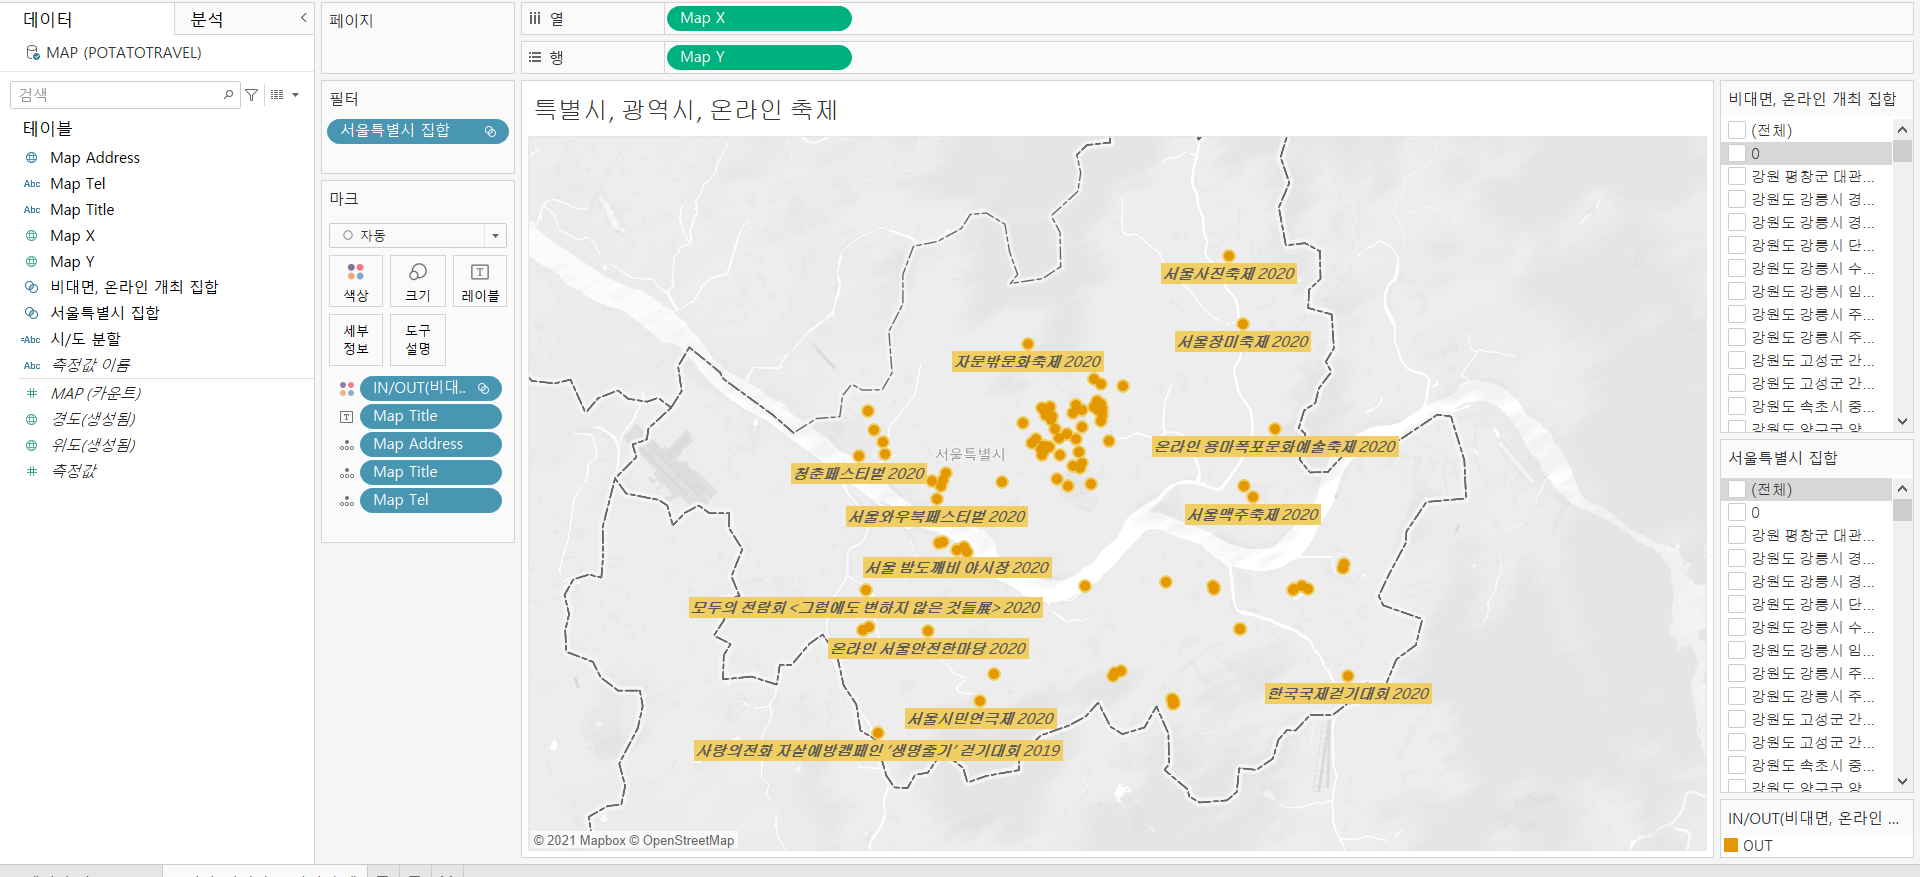 데이터
분석
MAP (POTATOTRAVEL)
검색
테이블
Map Address
Abc Map Tel
Abc Map Title
Map X
Map Y
비대면, 온라인 개최 집합
서울특별시 집합
=Abc 시/도 분할
Abc 측정값 이름
# MAP (카운트)
경도(생성됨)
위도(생성됨)
# 측정값
페이지
필터
서울특별시 집합
마크
자동
색상
크기
레이블
세부
정보
도구
설명
IN/OUT(비대..
Map Title
Map Address
Map Title
Map Tel
열
Map X
행
Map Y
특별시, 광역시, 온라인 축제
서울사진축제 2020
서울장미축제 2020
자문밖문화축제 2020
온라인 용마폭포문화예술축제 2020
서울특별시
청춘페스티벌 2020
서울와우북페스티벌 2020
서울맥주축제 2020
서울 밤도깨비 야시장 2020
모두의 전람회 <그럼에도 변하지 않은 것들展> 2020
온라인 서울안전한마당 2020
한국국제걷기대회 2020
서울시민연극제 2020
사랑의전화 자살예방캠페인 '생명줄기' 걷기대회 2019
© 2021 Mapbox © OpenStreetMap
비대면, 온라인 개최 집합
(전체)
0
강원 평창군 대관...
강원도 강릉시 경...
강원도 강릉시 경...
강원도 강릉시 단...
강원도 강릉시 수...
강원도 강릉시 임...
강원도 강릉시 주...
강원도 강릉시 주...
강원도 고성군 간...
강원도 고성군 간...
강원도 속초시 중...
강원도 양구군 양...
서울특별시 집합
(전체)
0
강원 평창군 대관...
강원도 강릉시 경...
강원도 강릉시 경...
강원도 강릉시 단...
강원도 강릉시 수...
강원도 강릉시 임...
강원도 강릉시 주...
강원도 강릉시 주...
강원도 고성군 간...
강원도 고성군 간...
강원도 속초시 중...
강원도 양구군 양...
IN/OUT(비대면, 온라인 ...
OUT